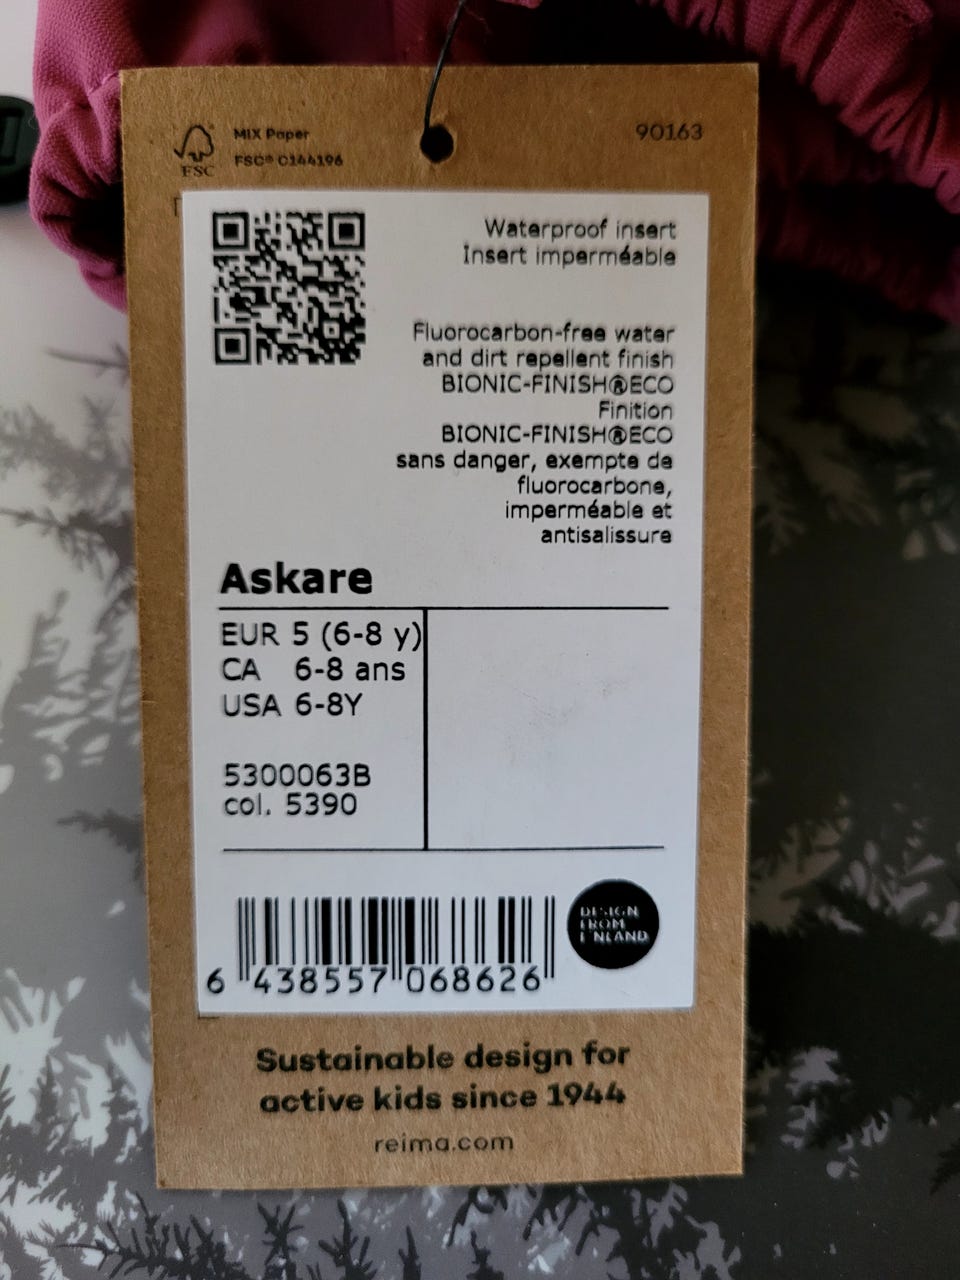 FSC
MIX Paper
FSC® C144196
90163
Waterproof insert
Insert imperméable
Fluorocarbon-free water
and dirt repellent finish
BIONIC-FINISH®ECO
Finition
BIONIC-FINISH®ECO
sans danger, exempte de
fluorocarbone,
imperméable et
antisalissure
Askare
EUR 5 (6-8 y)
CA 6-8 ans
USA 6-8Y
5300063B
col. 5390
6 438557 068626
DESIGN
FROM
FINLAND
Sustainable design for
active kids since 1944
reima.com